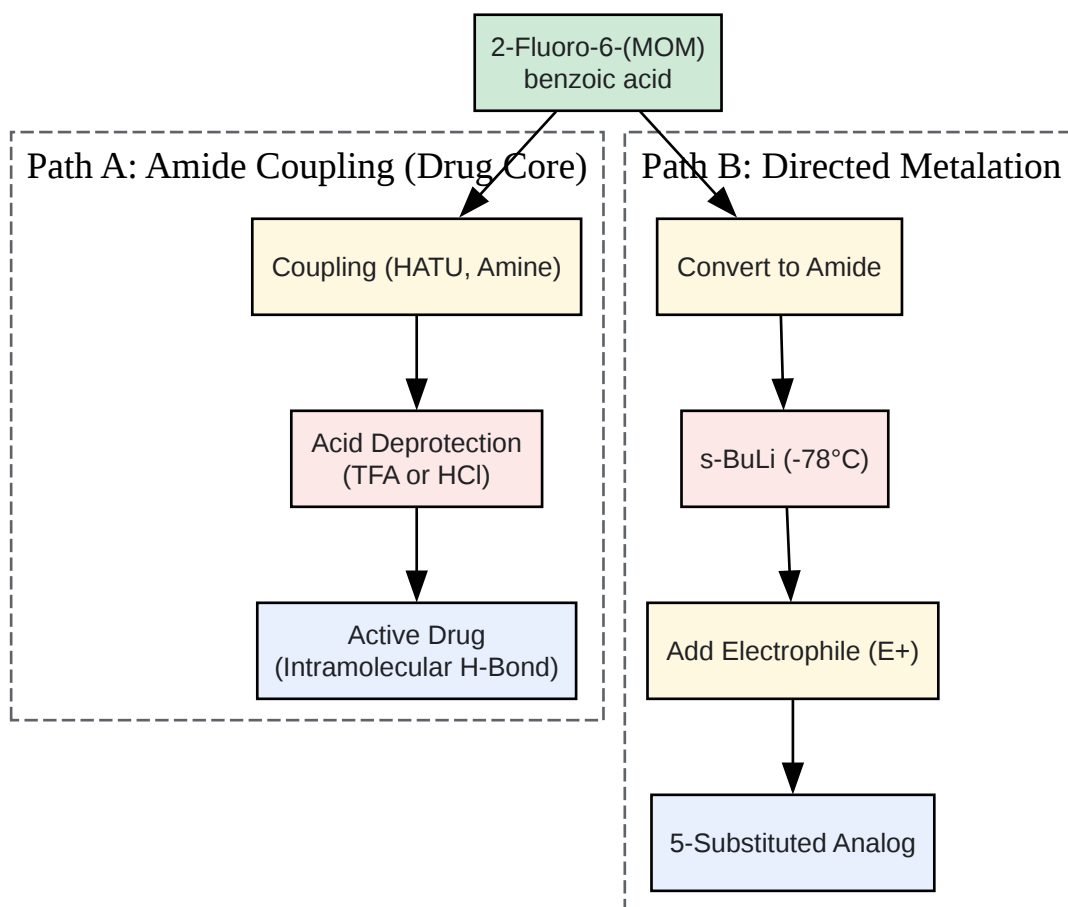 2-Fluoro-6-(MOM)
benzoic acid
Path A: Amide Coupling (Drug Core)
Coupling (HATU, Amine)
Acid Deprotection
(TFA or HCl)
Active Drug
(Intramolecular H-Bond)
Path B: Directed Metalation
Convert to Amide
s-BuLi (-78°C)
Add Electrophile (E+)
5-Substituted Analog